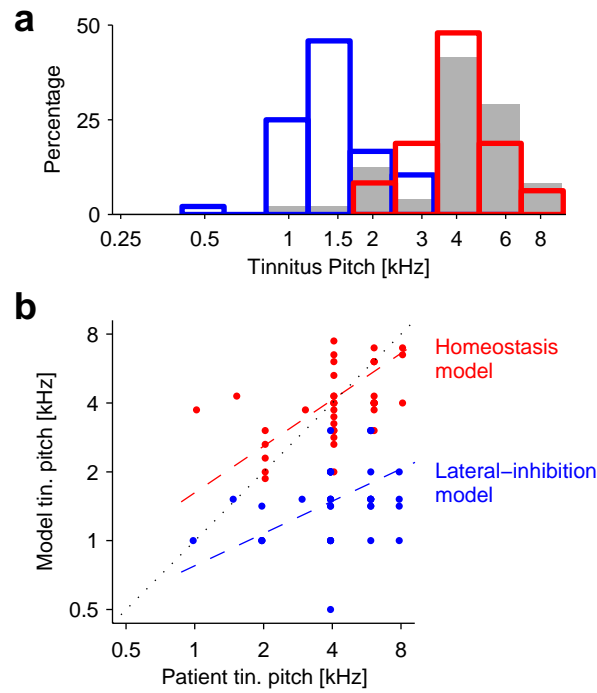 a
50
25
0
Percentage
0.25
0.5
1
1.5
2
3
4
6
8
Tinnitus Pitch [kHz]
b
8
4
2
1
0.5
Model tin. pitch [kHz]
Homeostasis
model
Lateral−inhibition
model
0.5
1
2
4
8
Patient tin. pitch [kHz]